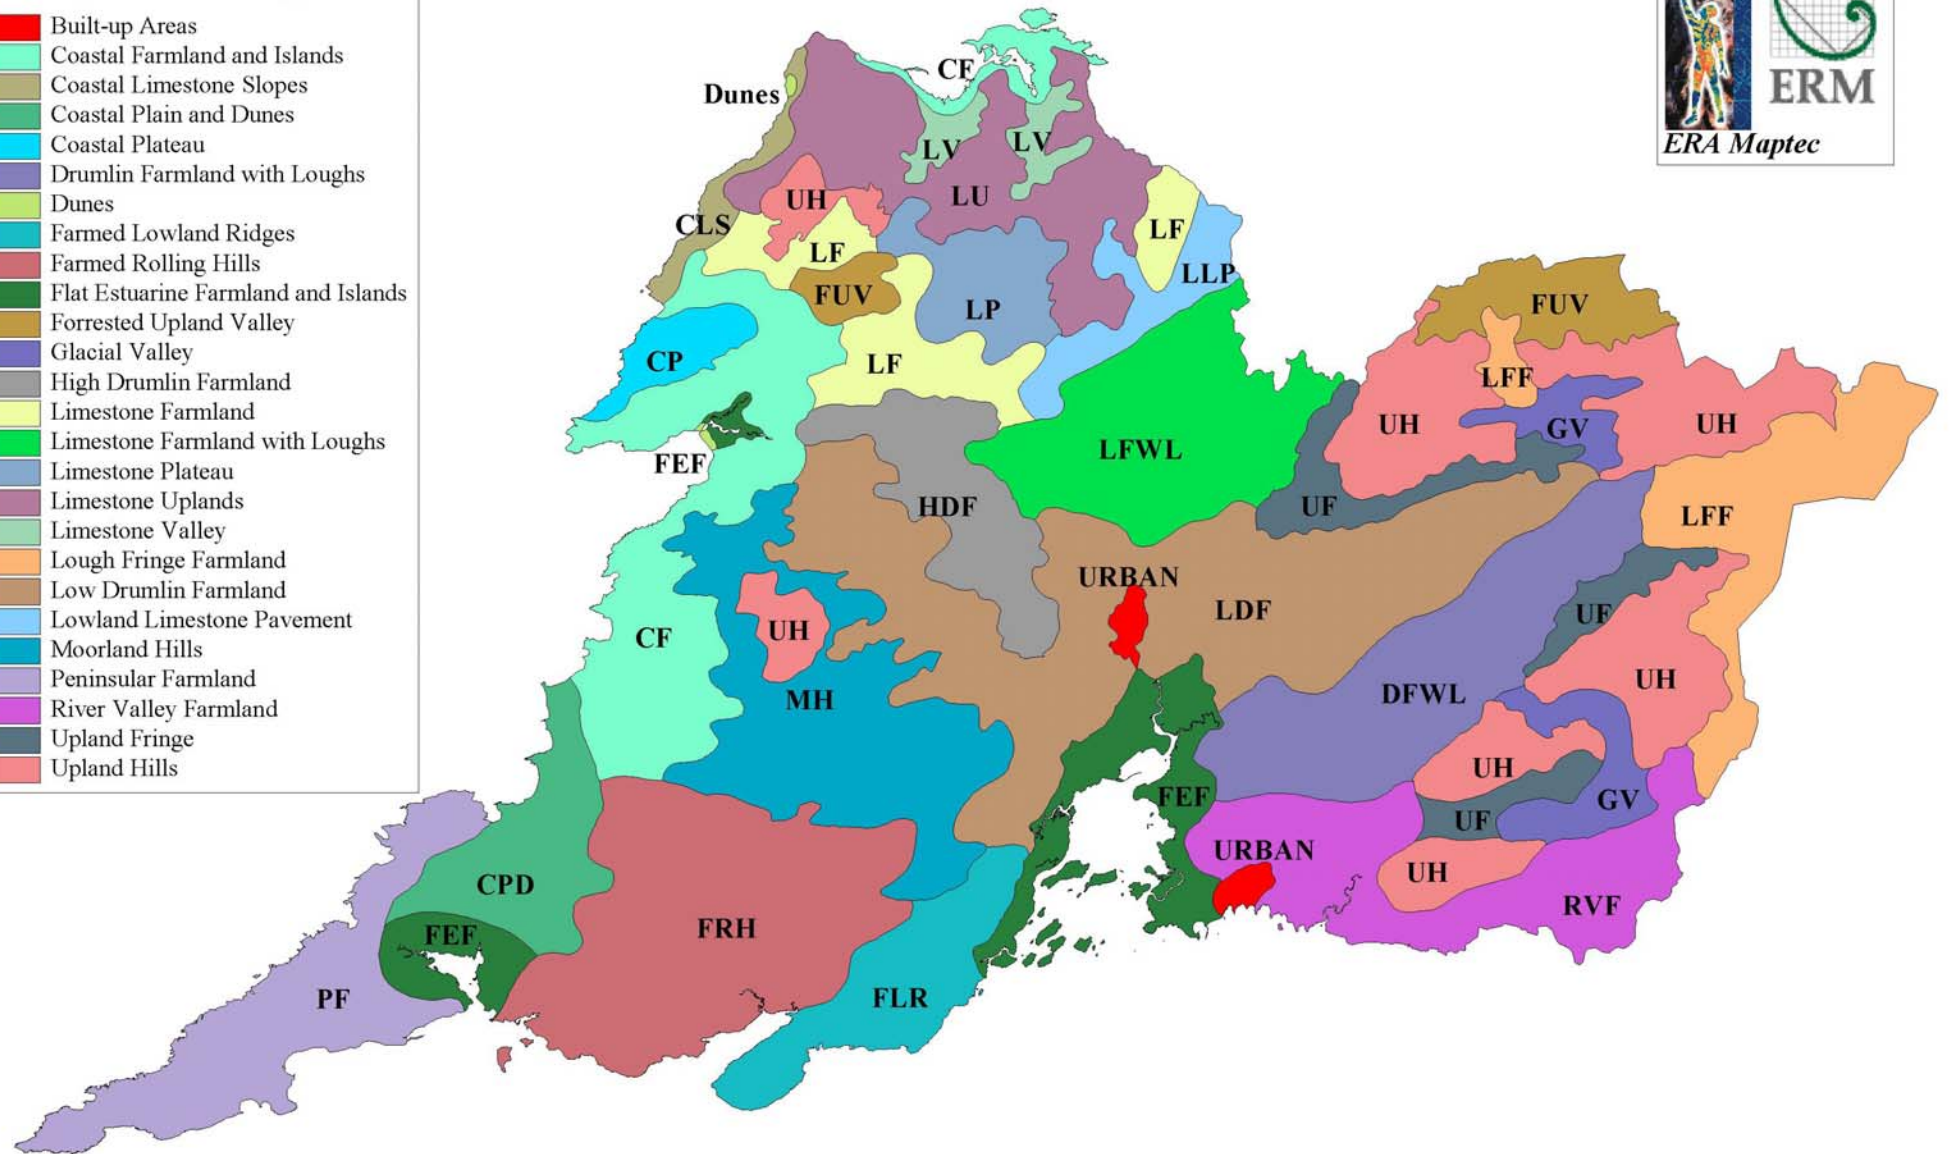 Built-up Areas
Coastal Farmland and Islands
Coastal Limestone Slopes
Coastal Plain and Dunes
Coastal Plateau
Drumlin Farmland with Loughs
Dunes
Farmed Lowland Ridges
Farmed Rolling Hills
Flat Estuarine Farmland and Islands
Forrested Upland Valley
Glacial Valley
High Drumlin Farmland
Limestone Farmland
Limestone Farmland with Loughs
Limestone Plateau
Limestone Uplands
Limestone Valley
Lough Fringe Farmland
Low Drumlin Farmland
Lowland Limestone Pavement
Moorland Hills
Peninsular Farmland
River Valley Farmland
Upland Fringe
Upland Hills
ERM
ERA Maptec
CF
Dunes
LV
LV
UH
LU
CLS
LF
LF
LLP
FUV
LP
FUV
CP
LF
LFF
UH
GV
UH
LFWL
FEF
HDF
UF
LFF
URBAN
LDF
UF
CF
UH
MH
DFWL
UH
UH
FEF
GV
UF
URBAN
UH
CPD
RVF
FEF
FRH
PF
FLR